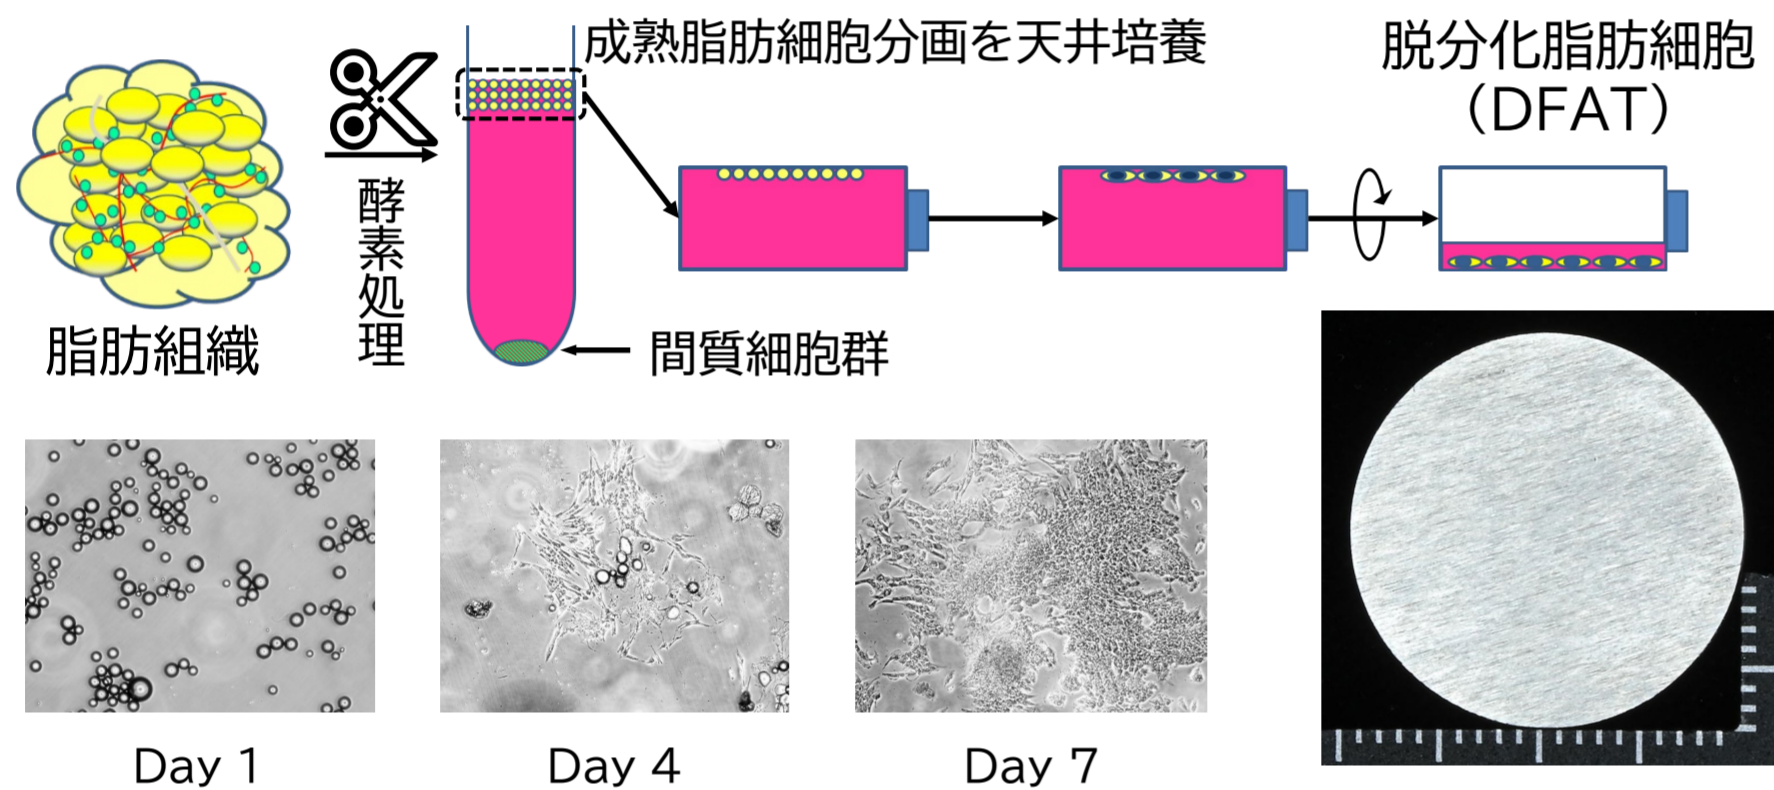 成熟脂肪細胞分画を天井培養
脱分化脂肪細胞
（DFAT）
酵素処理
脂肪組織
間質細胞群
Day 1
Day 4
Day 7